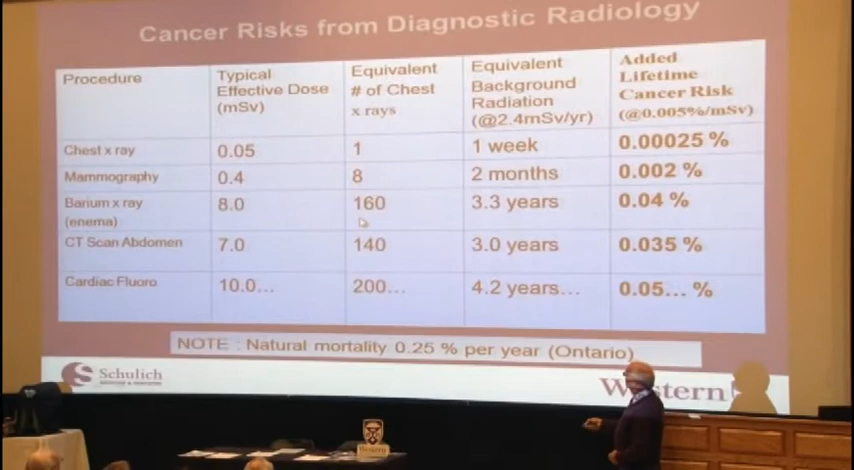 Cancer Risks from Diagnostic Radiology
Procedure
Typical
Effective Dose
(mSv)
Equivalent
# of Chest
x rays
Equivalent
Background
Radiation
(@2.4mSv/yr)
Added
Lifetime
Cancer Risk
(@0.005%/mSv)
Chest x ray
0.05
1
1 week
0.00025 %
Mammography
0.4
8
2 months
0.002 %
Barium x ray
(enema)
8.0
160
3.3 years
0.04 %
CT Scan Abdomen
7.0
140
3.0 years
0.035 %
Cardiac Fluoro
10.0...
200...
4.2 years...
0.05... %
NOTE : Natural mortality 0.25 % per year (Ontario)
Schulich
Western
Western